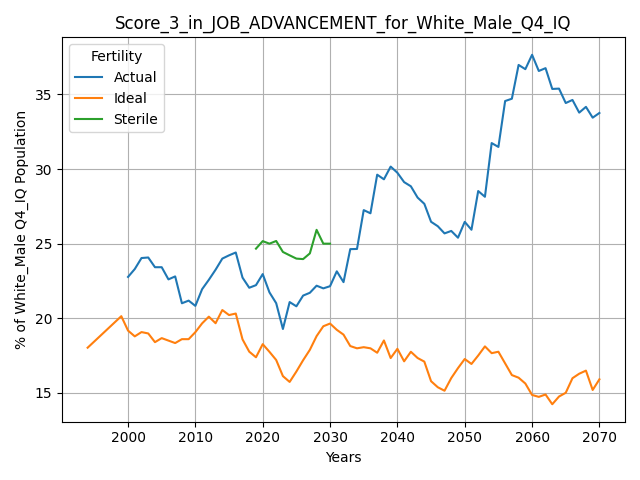 Score_3_in_JOB_ADVANCEMENT_for_White_Male_Q4_IQ
Fertility
Actual
Ideal
Sterile
% of White_Male Q4_IQ Population
35
30
25
20
15
2000 2010 2020 2030 2040 2050 2060 2070
Years